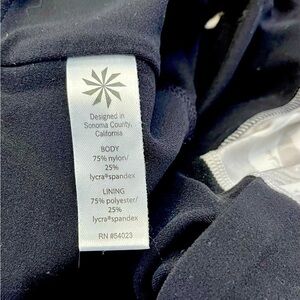 Designed in
Sonoma County,
California
BODY
75% nylon/
25%
lycra®spandex
LINING
75% polyester/
25%
lycra®spandex
RN #54023